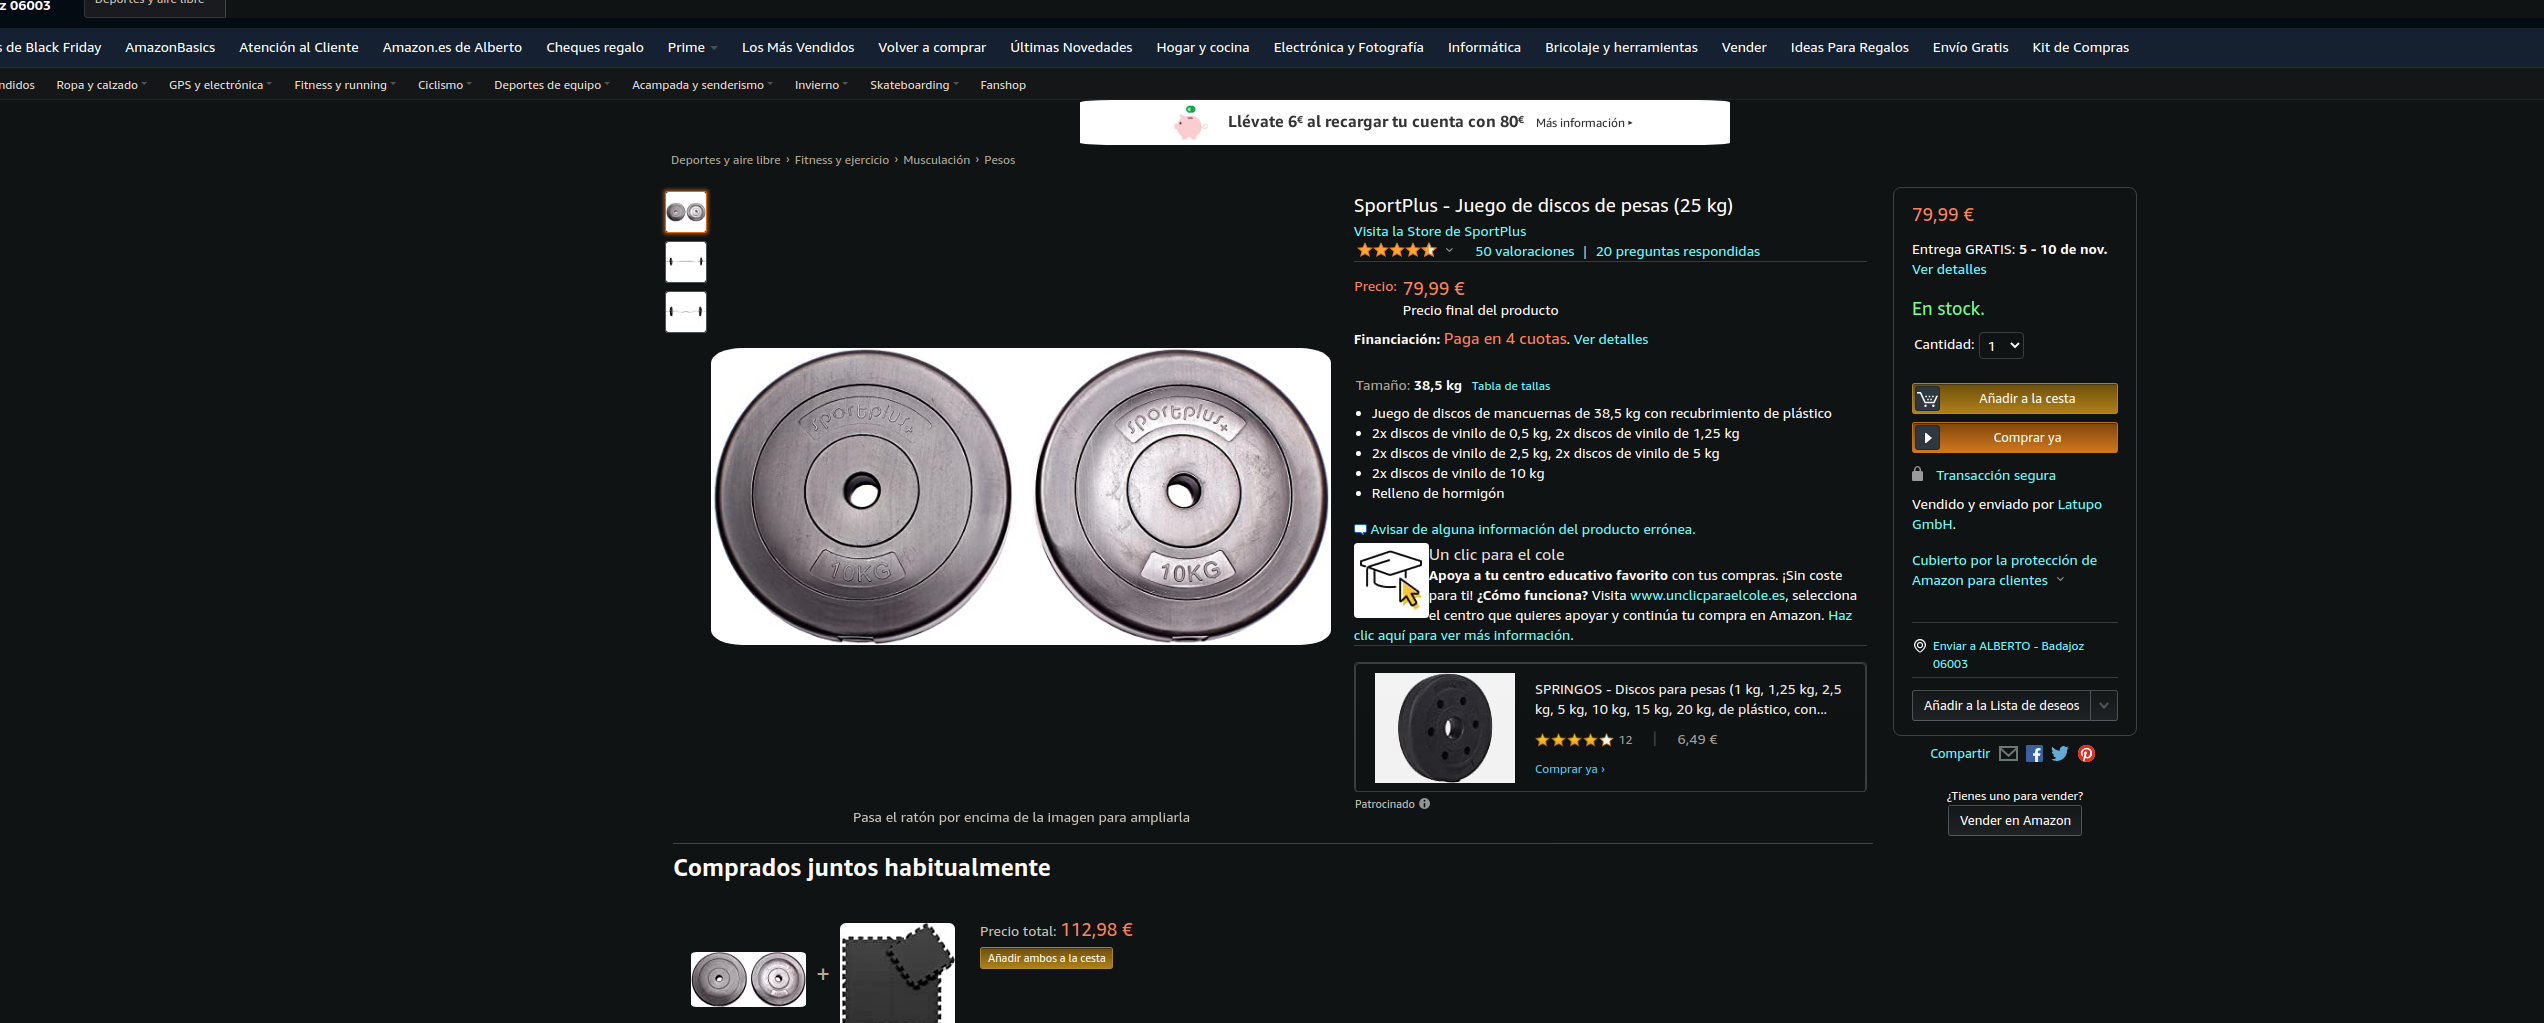 z 06003
Deportes y aire libre
s de Black Friday AmazonBasics Atención al Cliente Amazon.es de Alberto Cheques regalo Prime Los Más Vendidos Volver a comprar Últimas Novedades Hogar y cocina Electrónica y Fotografía Informática Bricolaje y herramientas Vender Ideas Para Regalos Envío Gratis Kit de Compras
ndidos Ropa y calzado GPS y electrónica Fitness y running Ciclismo Deportes de equipo Acampada y senderismo Invierno Skateboarding Fanshop
Llévate 6€ al recargar tu cuenta con 80€ Más información ▸
Deportes y aire libre › Fitness y ejercicio › Musculación › Pesos
SportPlus - Juego de discos de pesas (25 kg)
Visita la Store de SportPlus
50 valoraciones | 20 preguntas respondidas
Precio: 79,99 €
Precio final del producto
Financiación: Paga en 4 cuotas. Ver detalles
Tamaño: 38,5 kg Tabla de tallas
• Juego de discos de mancuernas de 38,5 kg con recubrimiento de plástico
• 2x discos de vinilo de 0,5 kg, 2x discos de vinilo de 1,25 kg
• 2x discos de vinilo de 2,5 kg, 2x discos de vinilo de 5 kg
• 2x discos de vinilo de 10 kg
• Relleno de hormigón
Avisar de alguna información del producto errónea.
Un clic para el cole
Apoya a tu centro educativo favorito con tus compras. ¡Sin coste
para ti! ¿Cómo funciona? Visita www.unclicparaelcole.es, selecciona
el centro que quieres apoyar y continúa tu compra en Amazon. Haz
clic aquí para ver más información.
SPRINGOS - Discos para pesas (1 kg, 1,25 kg, 2,5
kg, 5 kg, 10 kg, 15 kg, 20 kg, de plástico, con...
12 | 6,49 €
Comprar ya ›
Patrocinado
sportplus+
10KG
sportplus+
10KG
Pasa el ratón por encima de la imagen para ampliarla
79,99 €
Entrega GRATIS: 5 - 10 de nov.
Ver detalles
En stock.
Cantidad: 1
Añadir a la cesta
Comprar ya
Transacción segura
Vendido y enviado por Latupo
GmbH.
Cubierto por la protección de
Amazon para clientes
Enviar a ALBERTO - Badajoz
06003
Añadir a la Lista de deseos
Compartir
¿Tienes uno para vender?
Vender en Amazon
Comprados juntos habitualmente
+
Precio total: 112,98 €
Añadir ambos a la cesta